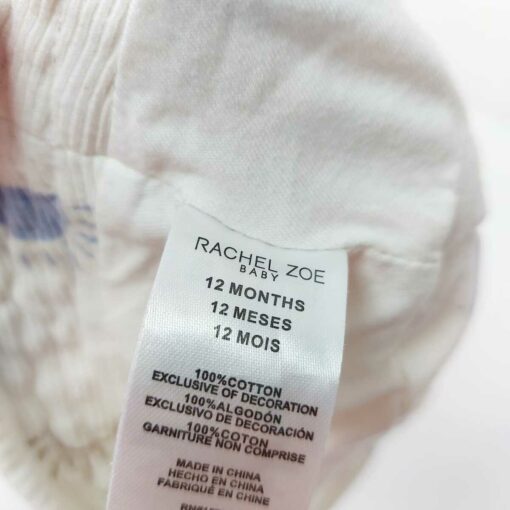 RACHEL ZOE
BABY
12 MONTHS
12 MESES
12 MOIS
100%COTTON
EXCLUSIVE OF DECORATION
100%ALGODÓN
EXCLUSIVO DE DECORACIÓN
100%COTON
GARNITURE NON COMPRISE
MADE IN CHINA
HECHO EN CHINA
FABRIQUÉ EN CHINE